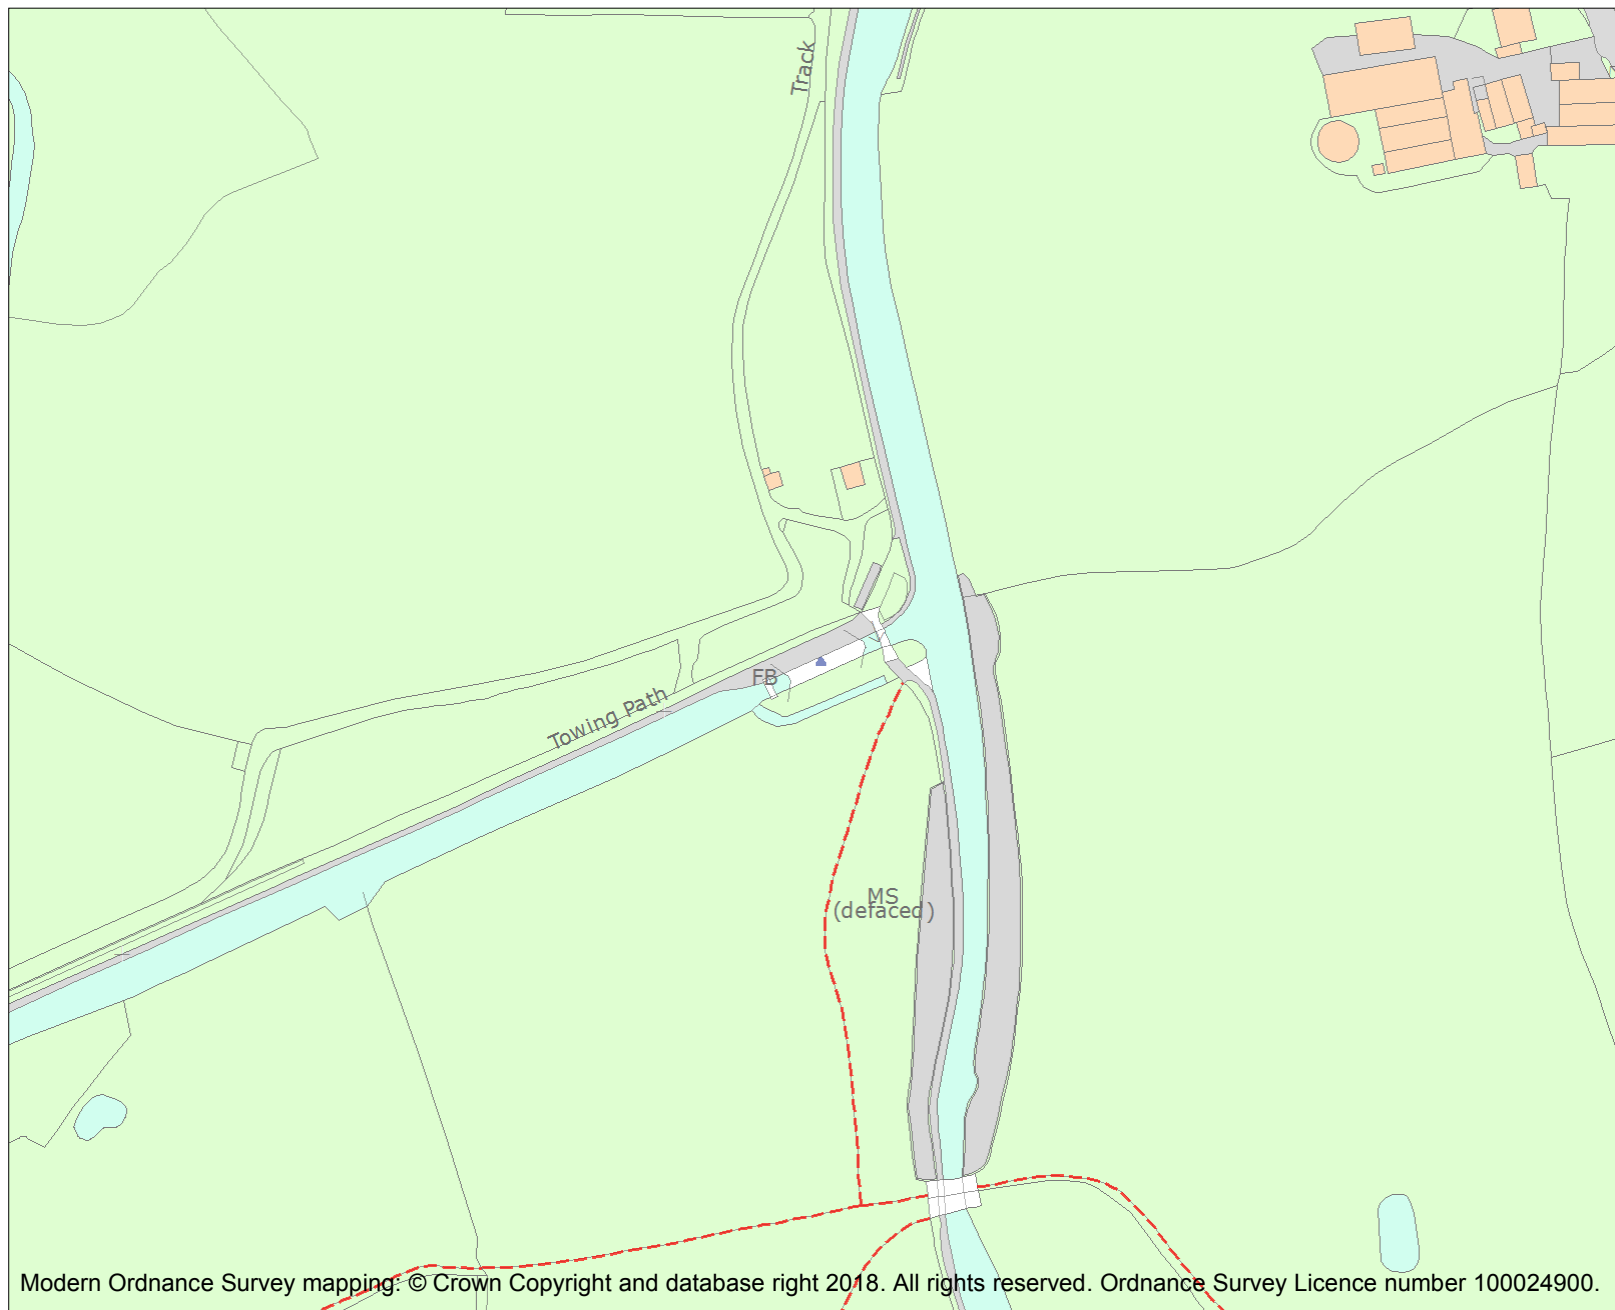 Track
FB
Towing Path
MS
(defaced)
Modern Ordnance Survey mapping: © Crown Copyright and database right 2018. All rights reserved. Ordnance Survey Licence number 100024900.